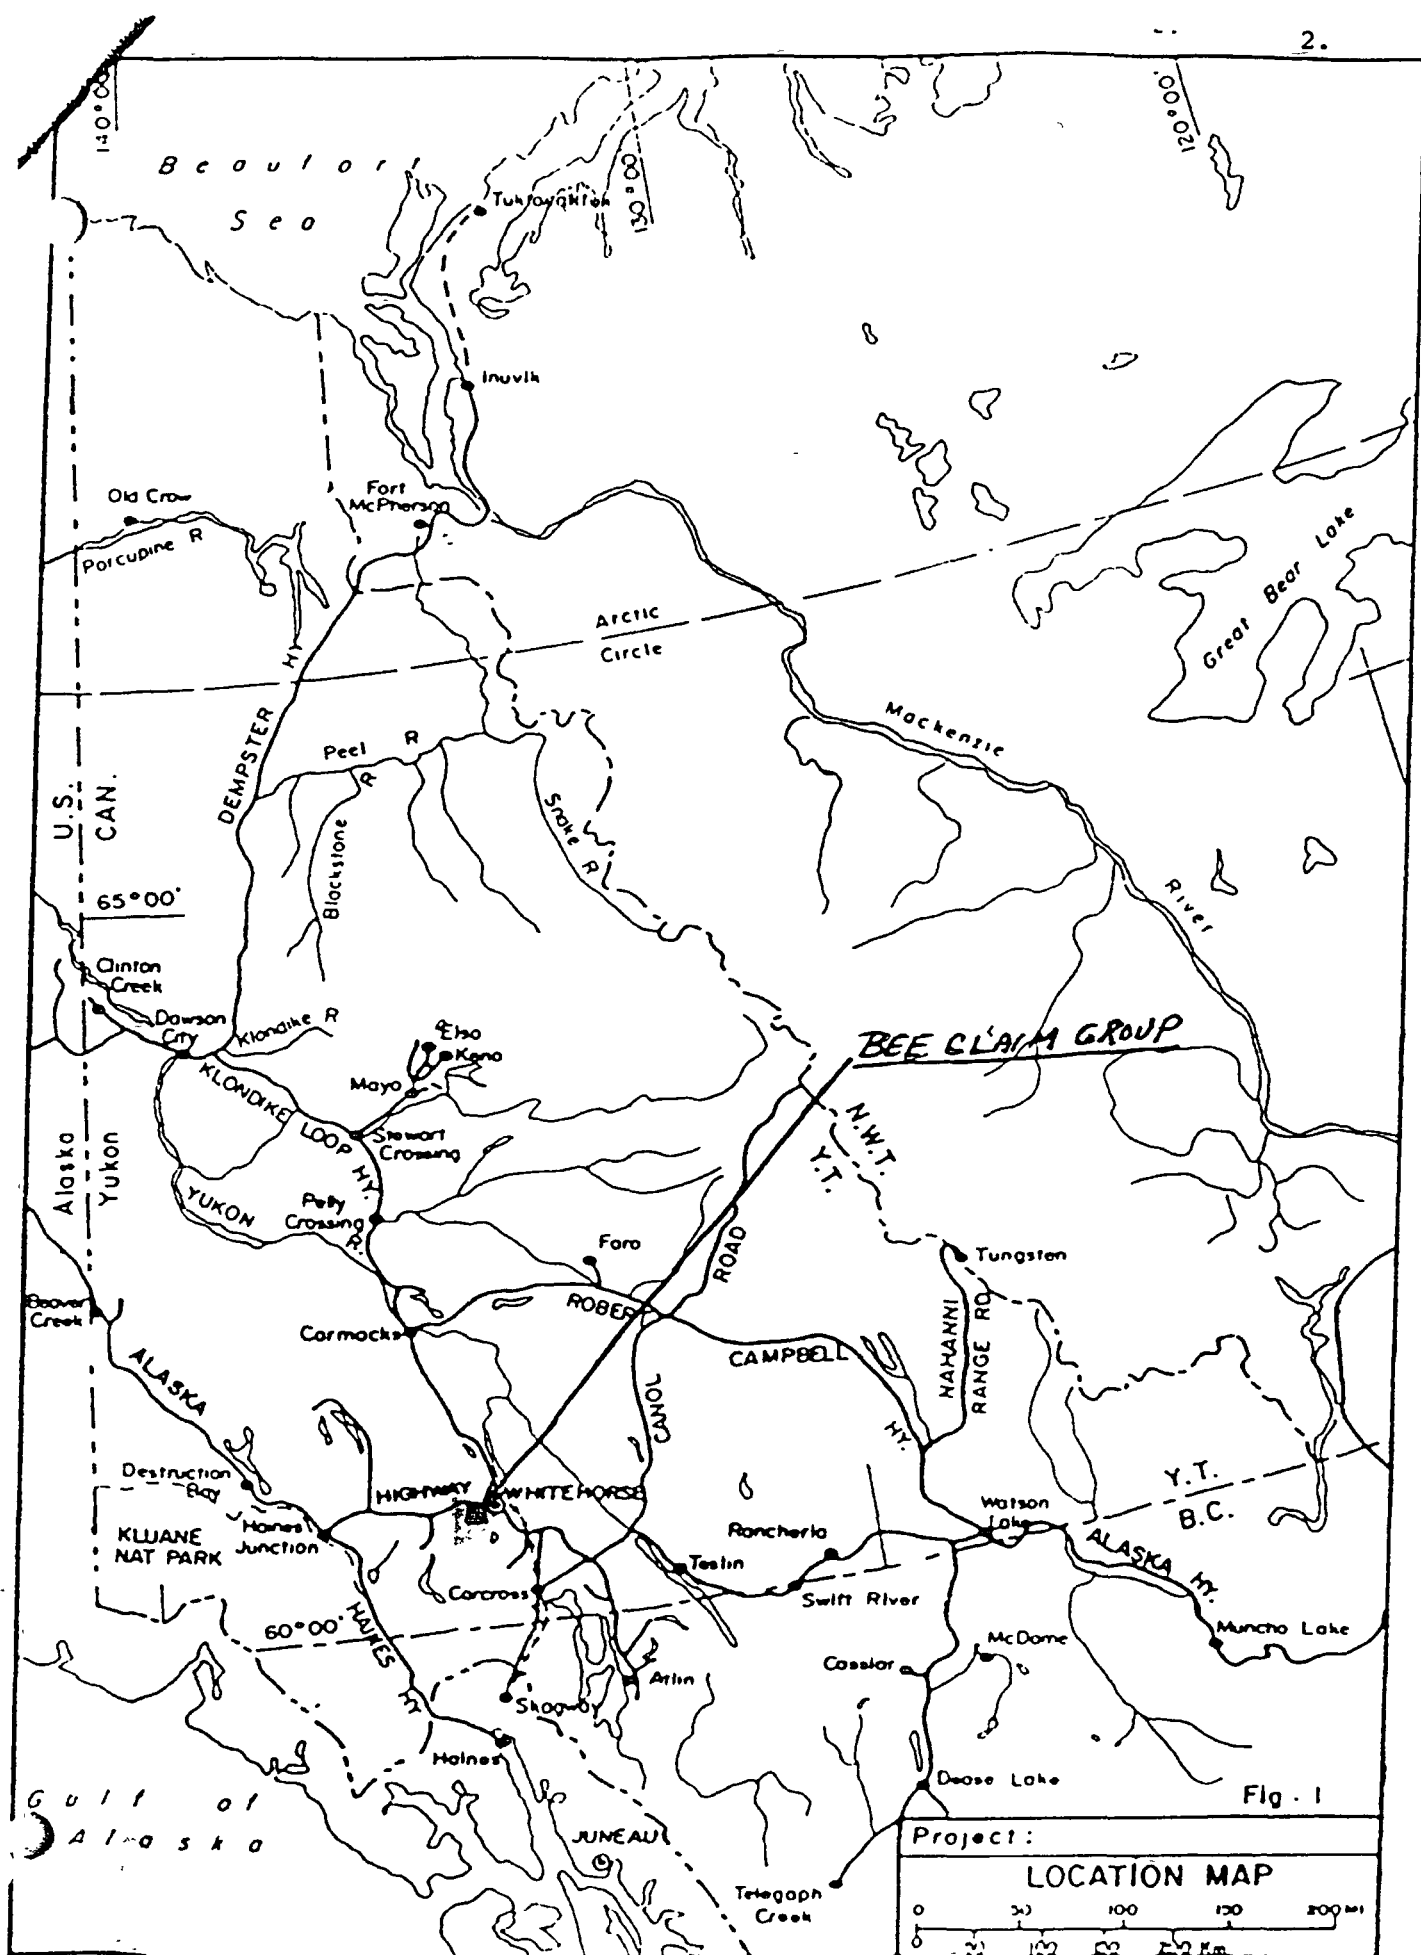 2.
140°00'
130°00
120°00'
Beaufort
Sea
Tuktoyaktuk
Inuvik
Old Crow
Fort
McPherson
Porcupine R
Great Bear Lake
Arctic
Circle
DEMPSTER HY
Mackenzie
River
Peel R
Blackstone R
Snake R
U.S.
CAN.
65°00'
Clinton
Creek
Dawson
City
Klondike R
Elsa
Keno
Mayo
BEE CLAIM GROUP
KLONDIKE LOOP HY.
Stewart
Crossing
N.W.T.
Y.T.
Alaska
Yukon
YUKON R.
Pelly
Crossing
Faro
ROAD
Tungsten
Beaver
Creek
ROBERT
CAMPBELL
HY.
NAHANNI
RANGE RD
Carmacks
ALASKA
CANOL
Destruction
Bay
HIGHWAY
WHITEHORSE
Y.T.
B.C.
Watson
Lake
KLUANE
NAT PARK
Haines
Junction
Rancheria
ALASKA HY.
Teslin
Carcross
Swift River
60°00'
HAINES HY
Muncho Lake
McDame
Cassiar
Atlin
Skagway
Haines
Dease Lake
Fig. 1
Gulf of
Alaska
JUNEAU
Telegaph
Creek
Project:
LOCATION MAP
0 50 100 150 200 MI
0